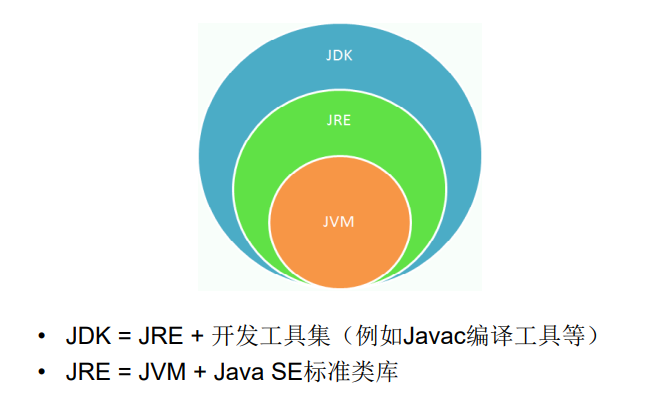 JDK
JRE
JVM
• JDK = JRE + 开发工具集（例如Javac编译工具等）
• JRE = JVM + Java SE标准类库